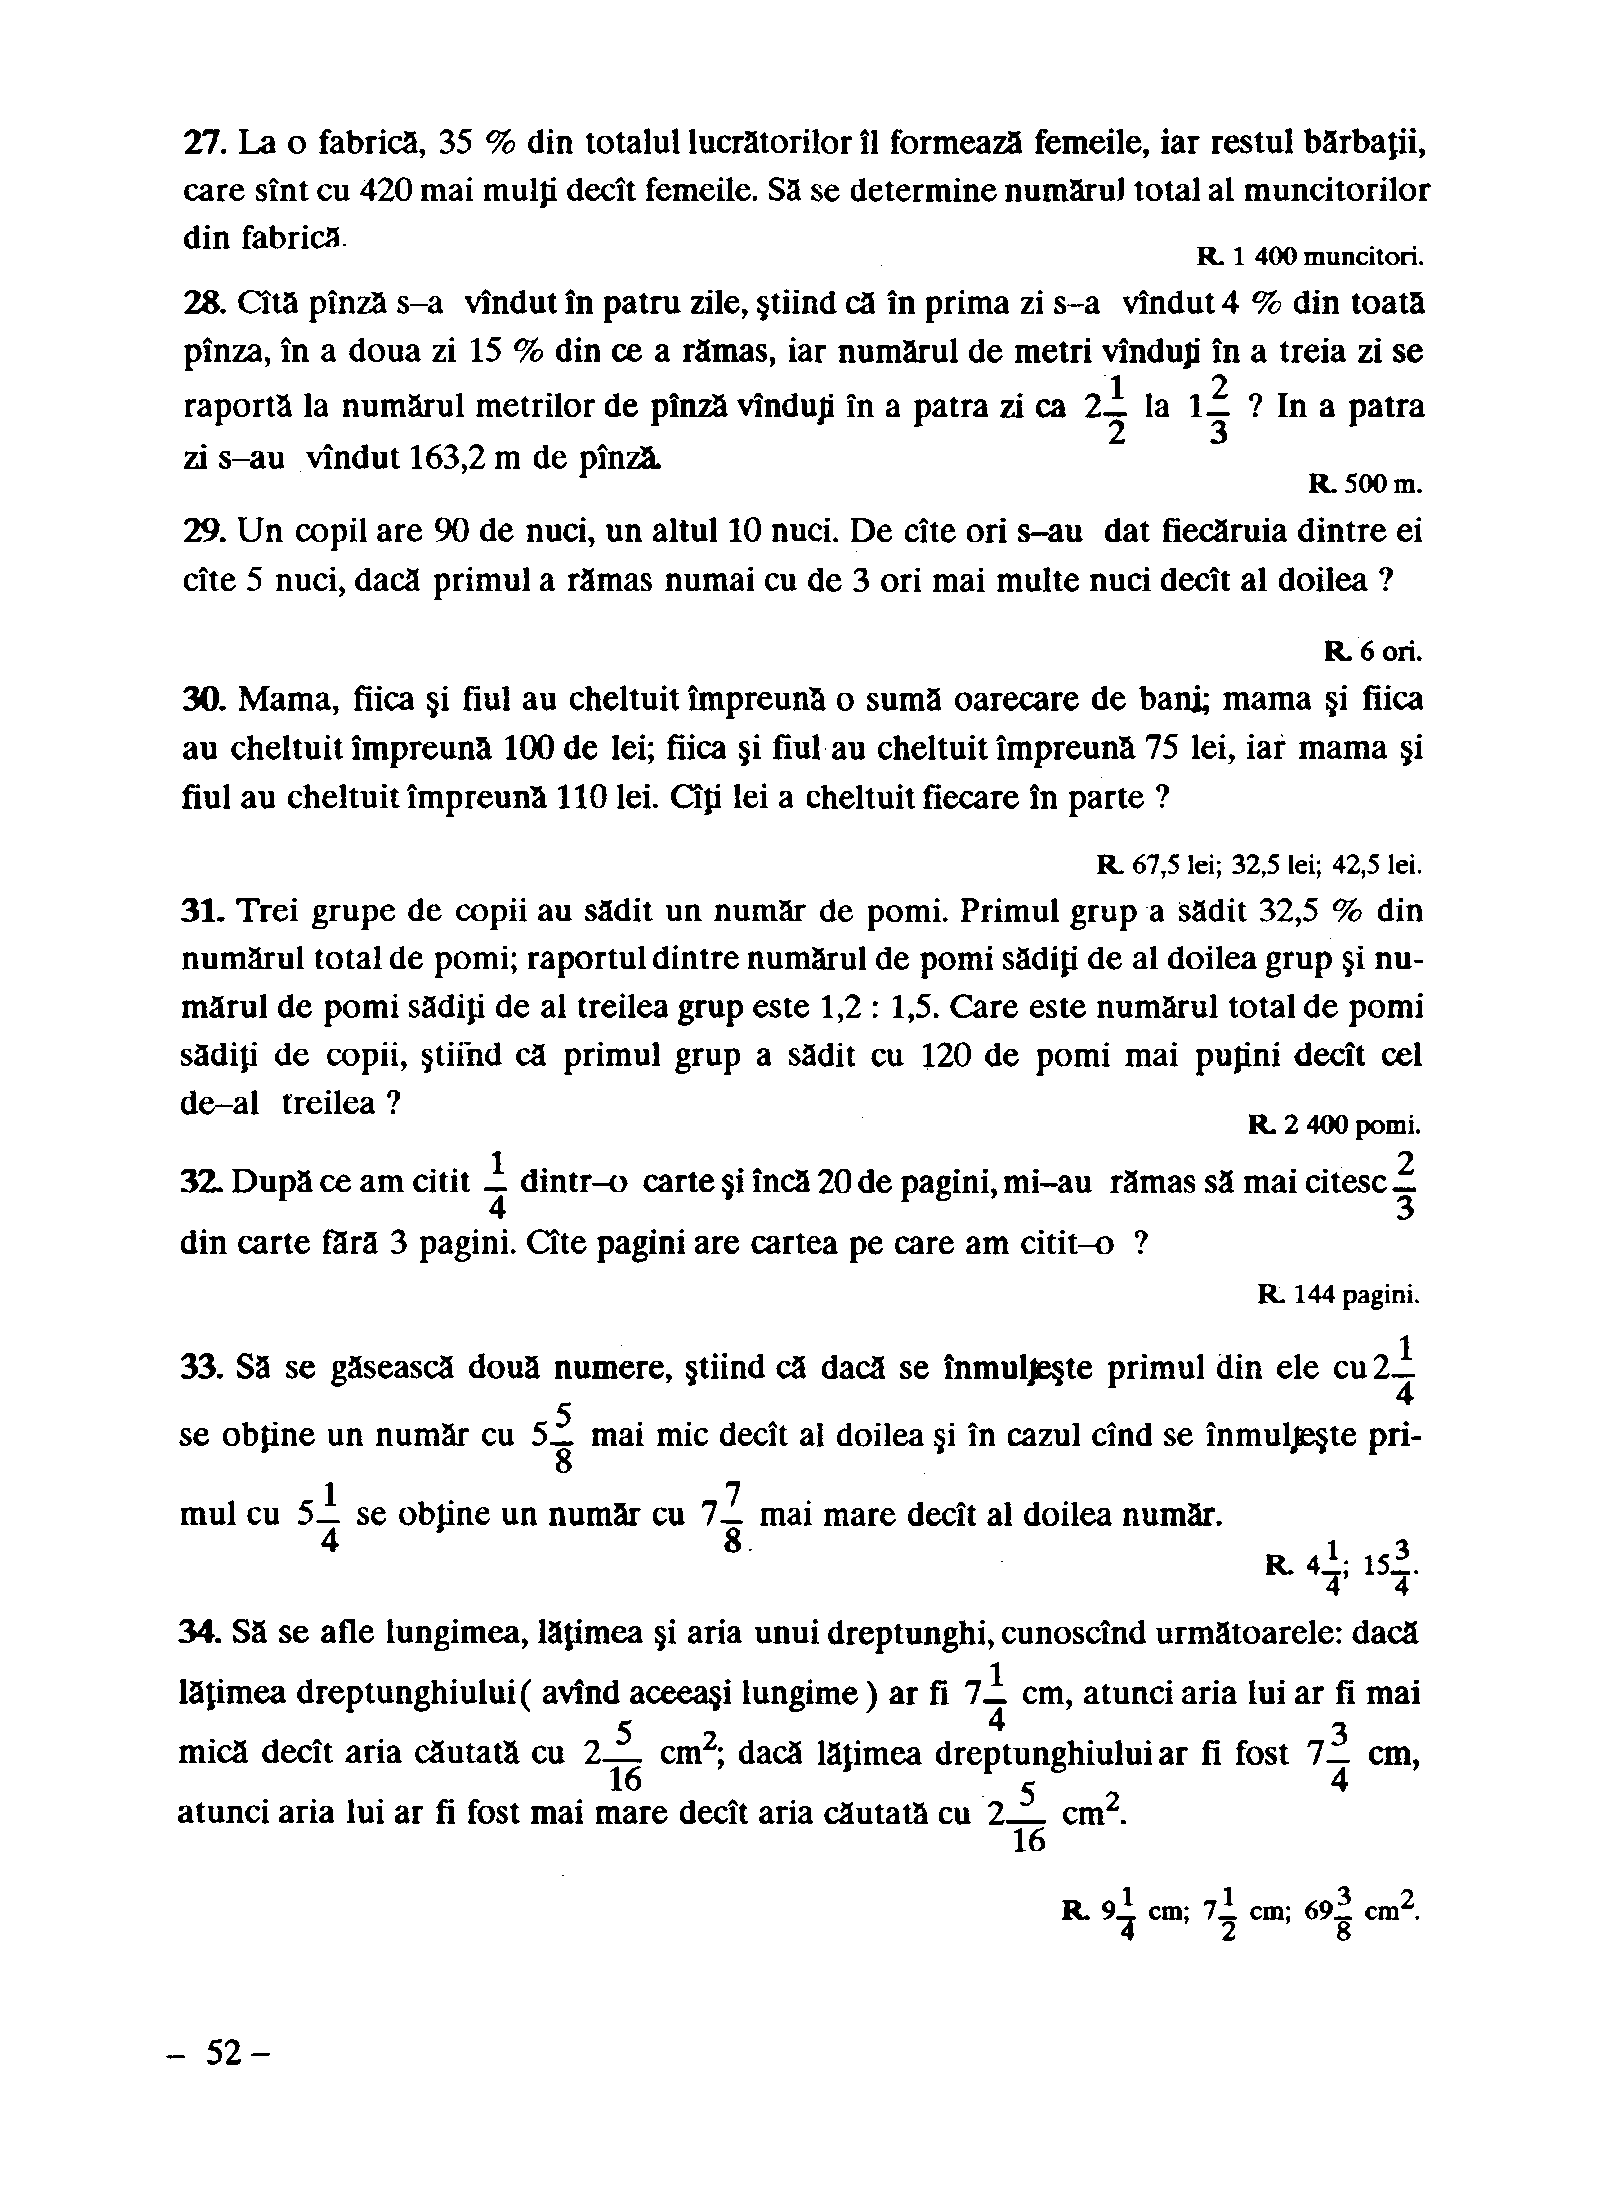 27. La o fabrică, 35 % din totalul lucrătorilor îl formează femeile, iar restul bărbaţii,
care sînt cu 420 mai mulţi decît femeile. Să se determine numărul total al muncitorilor
din fabrică.
R. 1 400 muncitori.
28. Cîtă pînză s–a vîndut în patru zile, ştiind că în prima zi s–a vîndut 4 % din toată
pînza, în a doua zi 15 % din ce a rămas, iar numărul de metri vînduţi în a treia zi se
raportă la numărul metrilor de pînză vînduţi în a patra zi ca 2 1/2 la 1 2/3 ? In a patra
zi s–au vîndut 163,2 m de pînză.
R. 500 m.
29. Un copil are 90 de nuci, un altul 10 nuci. De cîte ori s–au dat fiecăruia dintre ei
cîte 5 nuci, dacă primul a rămas numai cu de 3 ori mai multe nuci decît al doilea ?
R. 6 ori.
30. Mama, fiica şi fiul au cheltuit împreună o sumă oarecare de bani; mama şi fiica
au cheltuit împreună 100 de lei; fiica şi fiul au cheltuit împreună 75 lei, iar mama şi
fiul au cheltuit împreună 110 lei. Cîţi lei a cheltuit fiecare în parte ?
R. 67,5 lei; 32,5 lei; 42,5 lei.
31. Trei grupe de copii au sădit un număr de pomi. Primul grup a sădit 32,5 % din
numărul total de pomi; raportul dintre numărul de pomi sădiţi de al doilea grup şi nu-
mărul de pomi sădiţi de al treilea grup este 1,2 : 1,5. Care este numărul total de pomi
sădiţi de copii, ştiind că primul grup a sădit cu 120 de pomi mai puţini decît cel
de–al treilea ?
R. 2 400 pomi.
32. După ce am citit 1/4 dintr–o carte şi încă 20 de pagini, mi–au rămas să mai citesc 2/3
din carte fără 3 pagini. Cîte pagini are cartea pe care am citit–o ?
R. 144 pagini.
33. Să se găsească două numere, ştiind că dacă se înmulţeşte primul din ele cu 2 1/4
se obţine un număr cu 5 5/8 mai mic decît al doilea şi în cazul cînd se înmulţeşte pri-
mul cu 5 1/4 se obţine un număr cu 7 7/8 mai mare decît al doilea număr.
R. 4 1/4; 15 3/4.
34. Să se afle lungimea, lăţimea şi aria unui dreptunghi, cunoscînd următoarele: dacă
lăţimea dreptunghiului ( avînd aceeaşi lungime ) ar fi 7 1/4 cm, atunci aria lui ar fi mai
mică decît aria căutată cu 2 5/16 cm²; dacă lăţimea dreptunghiului ar fi fost 7 3/4 cm,
atunci aria lui ar fi fost mai mare decît aria căutată cu 2 5/16 cm².
R. 9 1/4 cm; 7 1/2 cm; 69 3/8 cm².
– 52 –